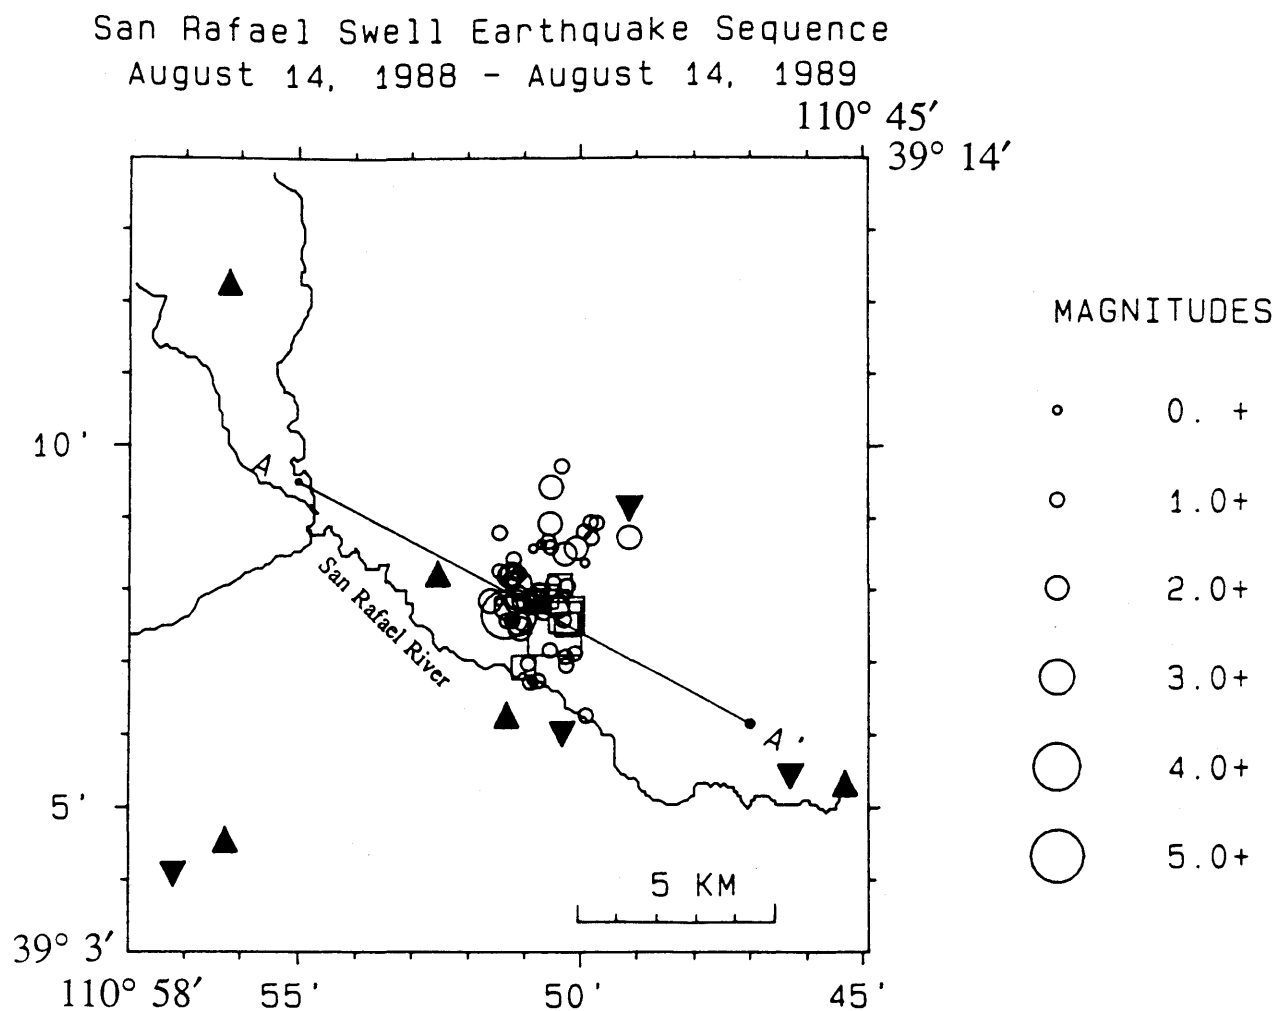 San Rafael Swell Earthquake Sequence
August 14, 1988 - August 14, 1989
110° 45′
39° 14′
MAGNITUDES
0. +
10'
A
1.0+
San Rafael River
2.0+
3.0+
A'
4.0+
5'
5.0+
5 KM
39° 3′
110° 58′
55'
50'
45'